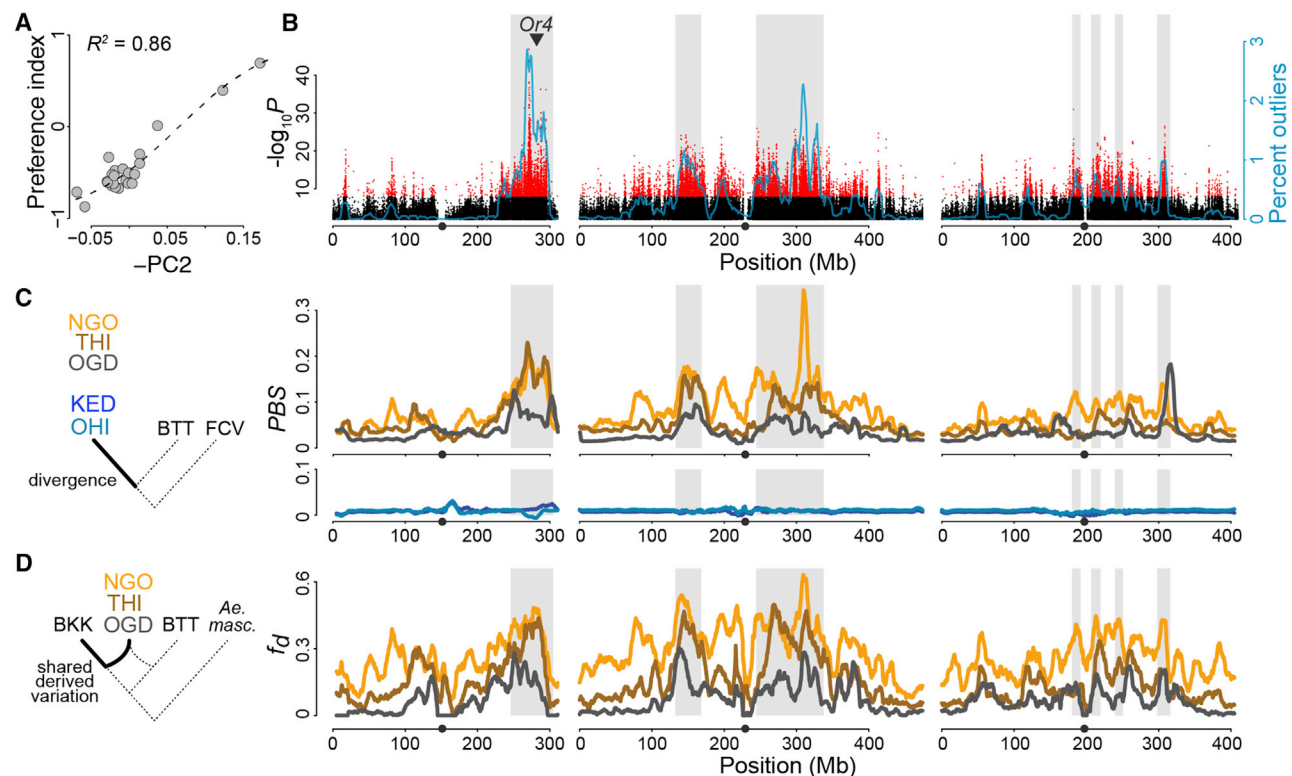 A
R² = 0.86
Preference index
1
0
−1
−0.05
0.05
0.15
−PC2
B
Or4
-log₁₀P
40
30
20
10
3
2
1
0
Percent outliers
0 100 200 300
0 100 200 300 400
0 100 200 300 400
Position (Mb)
C
NGO
THI
OGD
KED
OHI
BTT FCV
divergence
PBS
0.3
0.2
0.1
0
0.1
0
0 100 200 300
0 100 200 300 400
0 100 200 300 400
D
NGO
THI
BKK OGD BTT Ae. masc.
shared
derived
variation
fd
0.6
0.3
0
0 100 200 300
0 100 200 300 400
0 100 200 300 400
Position (Mb)